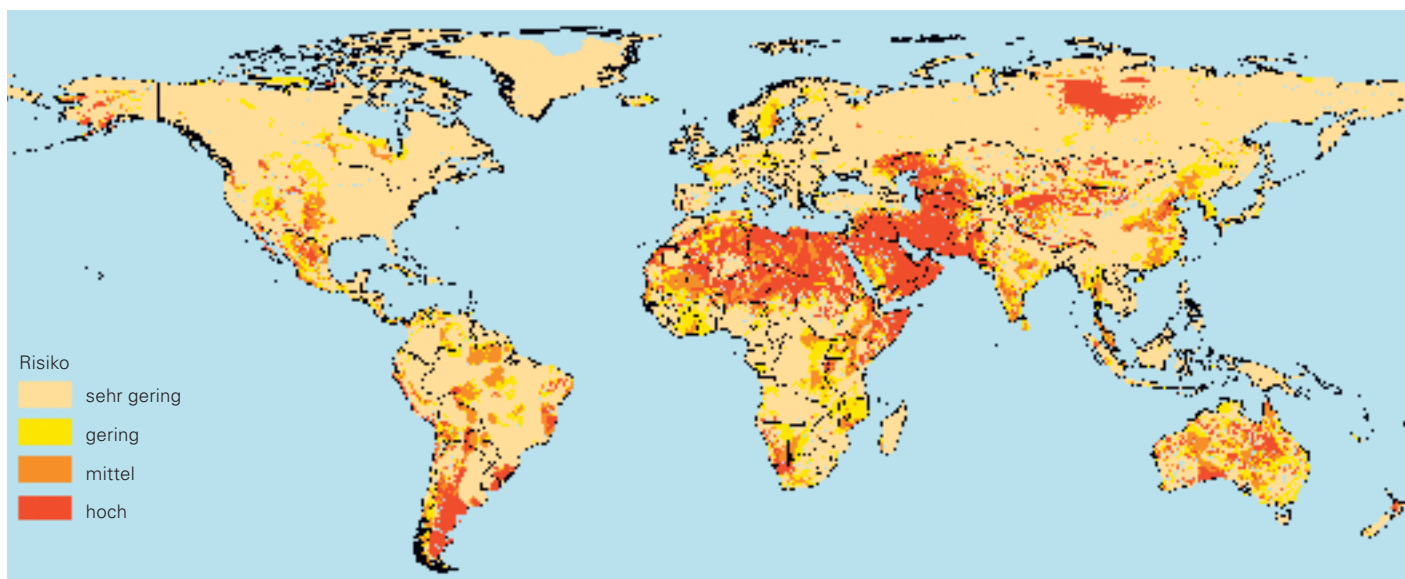 Risiko
sehr gering
gering
mittel
hoch